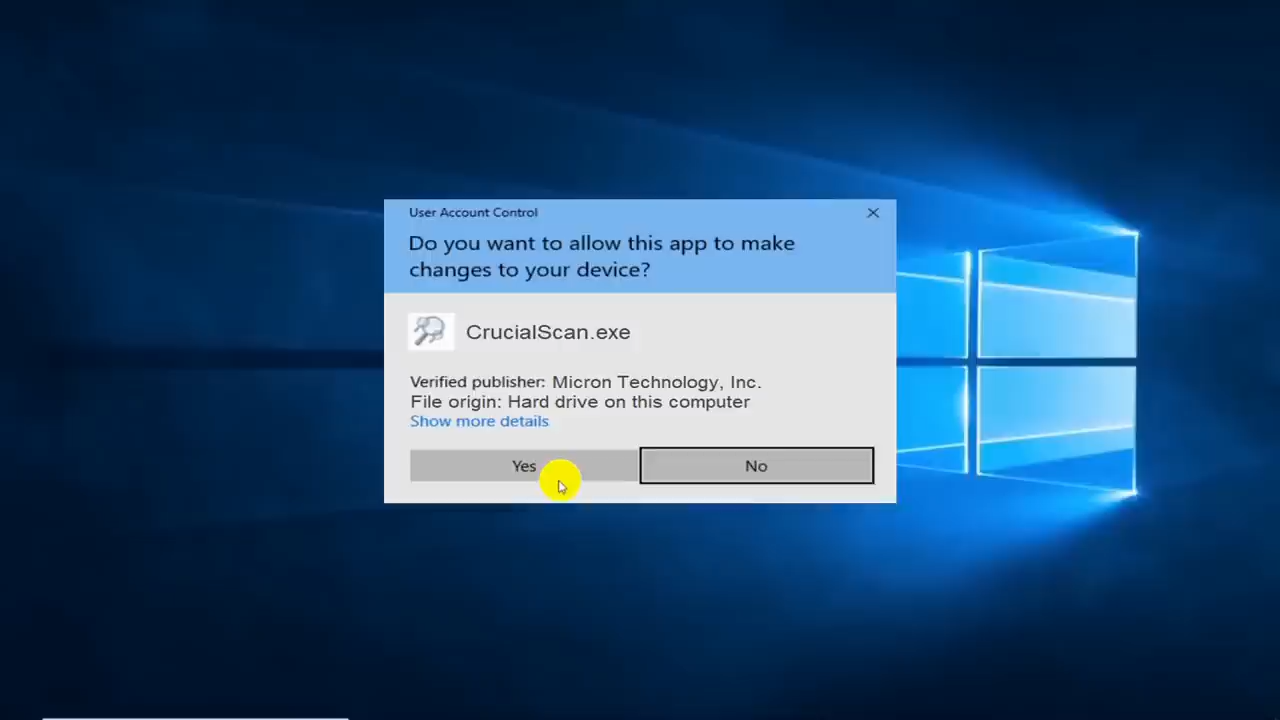 User Account Control
Do you want to allow this app to make
changes to your device?
CrucialScan.exe
Verified publisher: Micron Technology, Inc.
File origin: Hard drive on this computer
Show more details
Yes
No